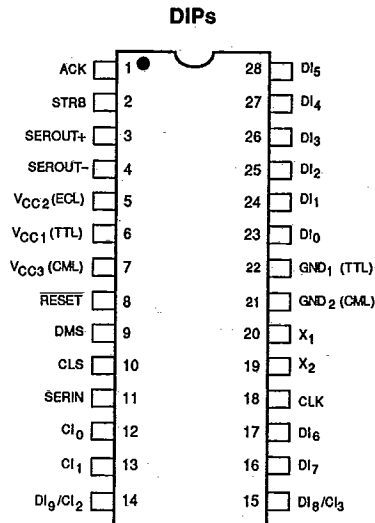 DIPs
ACK 1 28 DI5
STRB 2 27 DI4
SEROUT+ 3 26 DI3
SEROUT– 4 25 DI2
VCC2 (ECL) 5 24 DI1
VCC1 (TTL) 6 23 DI0
VCC3 (CML) 7 22 GND1 (TTL)
RESET 8 21 GND2 (CML)
DMS 9 20 X1
CLS 10 19 X2
SERIN 11 18 CLK
CI0 12 17 DI6
CI1 13 16 DI7
DI9/CI2 14 15 DI8/CI3